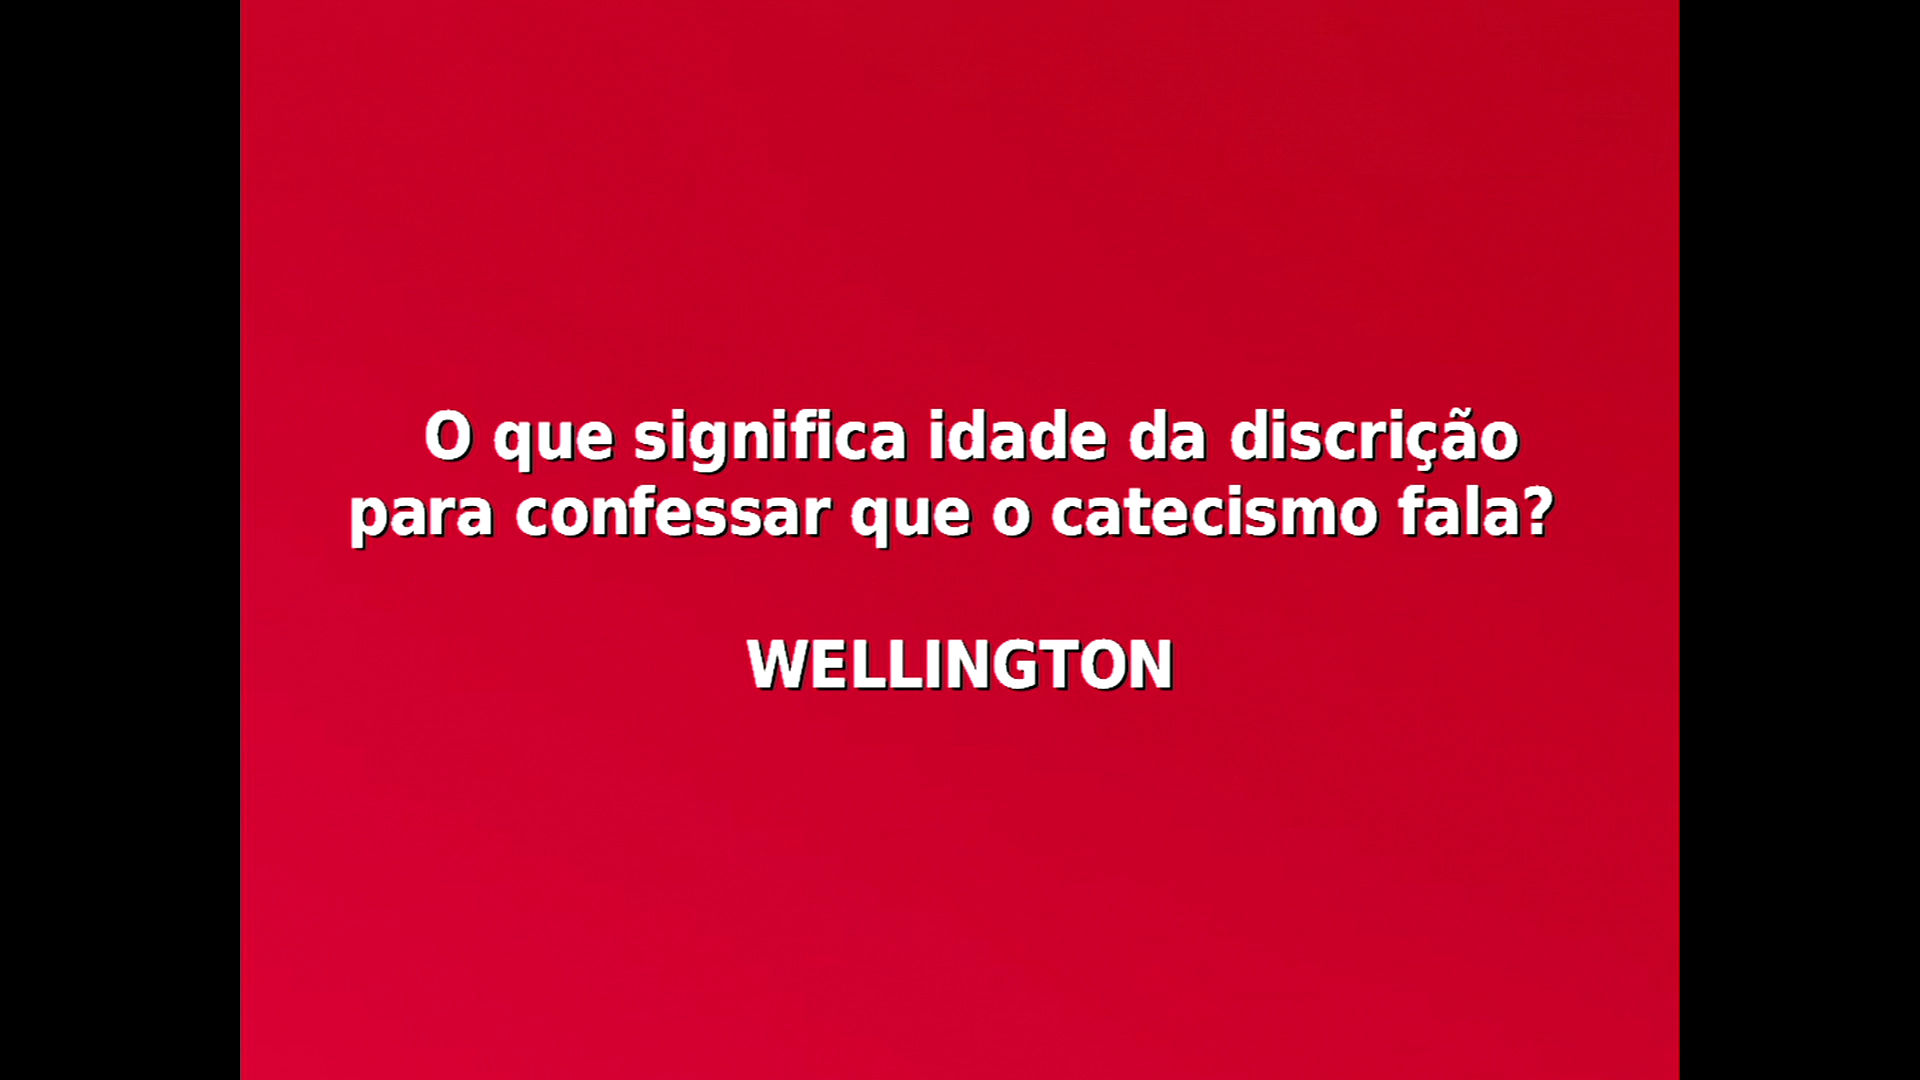 O que significa idade da discrição
para confessar que o catecismo fala?
WELLINGTON